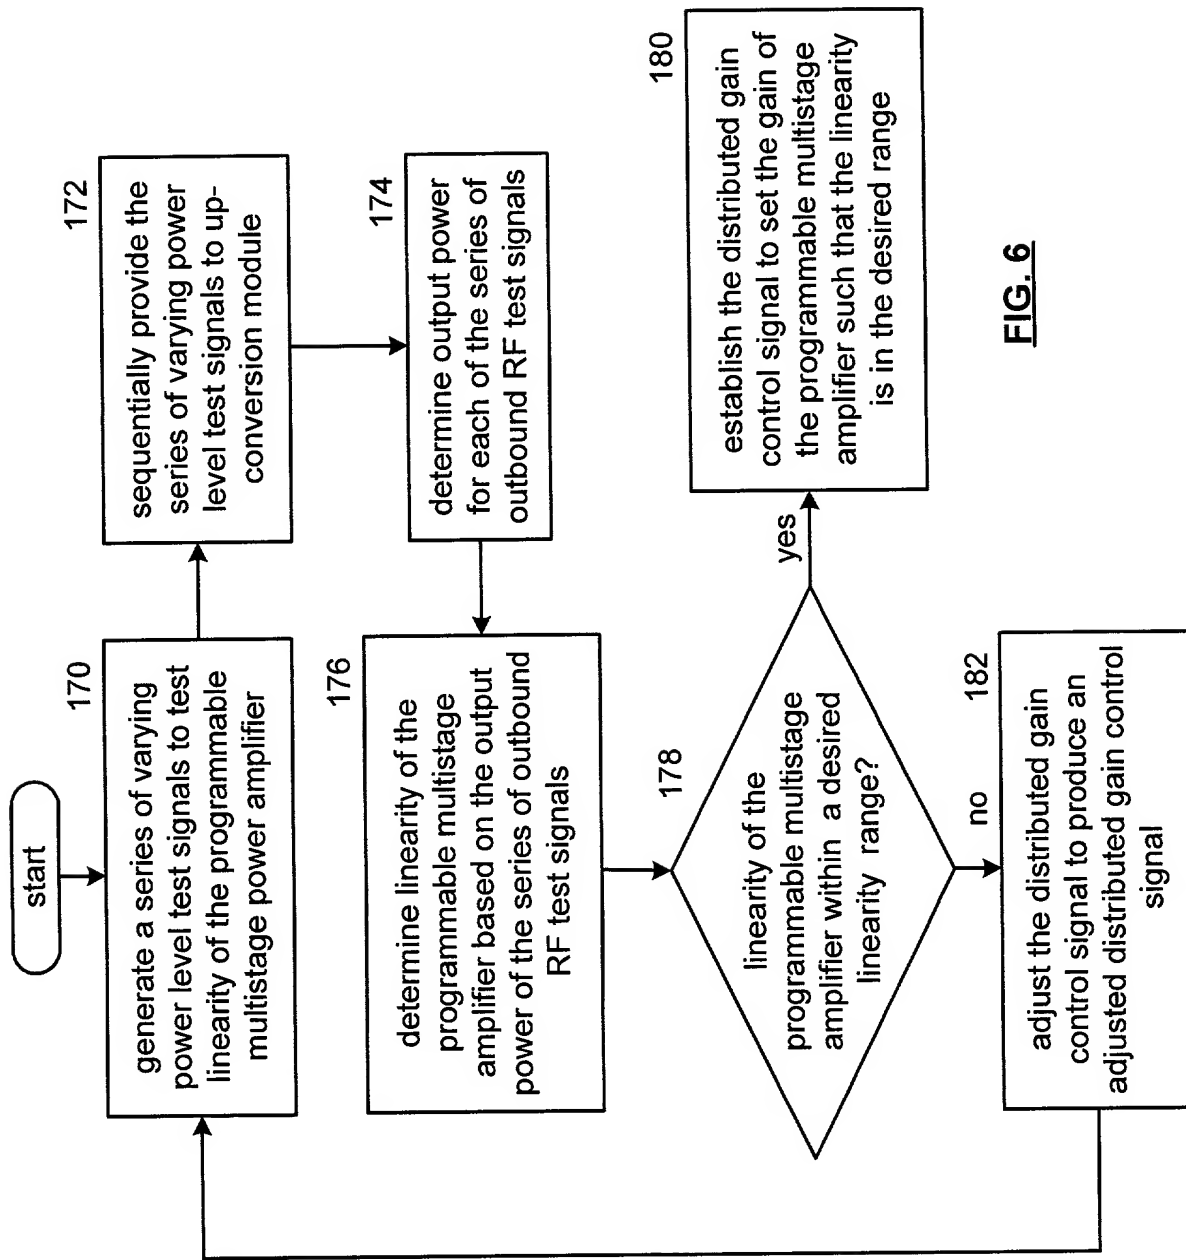 start
170
generate a series of varying
power level test signals to test
linearity of the programmable
multistage power amplifier
172
sequentially provide the
series of varying power
level test signals to up-
conversion module
174
determine output power
for each of the series of
outbound RF test signals
176
determine linearity of the
programmable multistage
amplifier based on the output
power of the series of outbound
RF test signals
178
linearity of the
programmable multistage
amplifier within a desired
linearity range?
yes
180
establish the distributed gain
control signal to set the gain of
the programmable multistage
amplifier such that the linearity
is in the desired range
no
182
adjust the distributed gain
control signal to produce an
adjusted distributed gain control
signal
FIG. 6